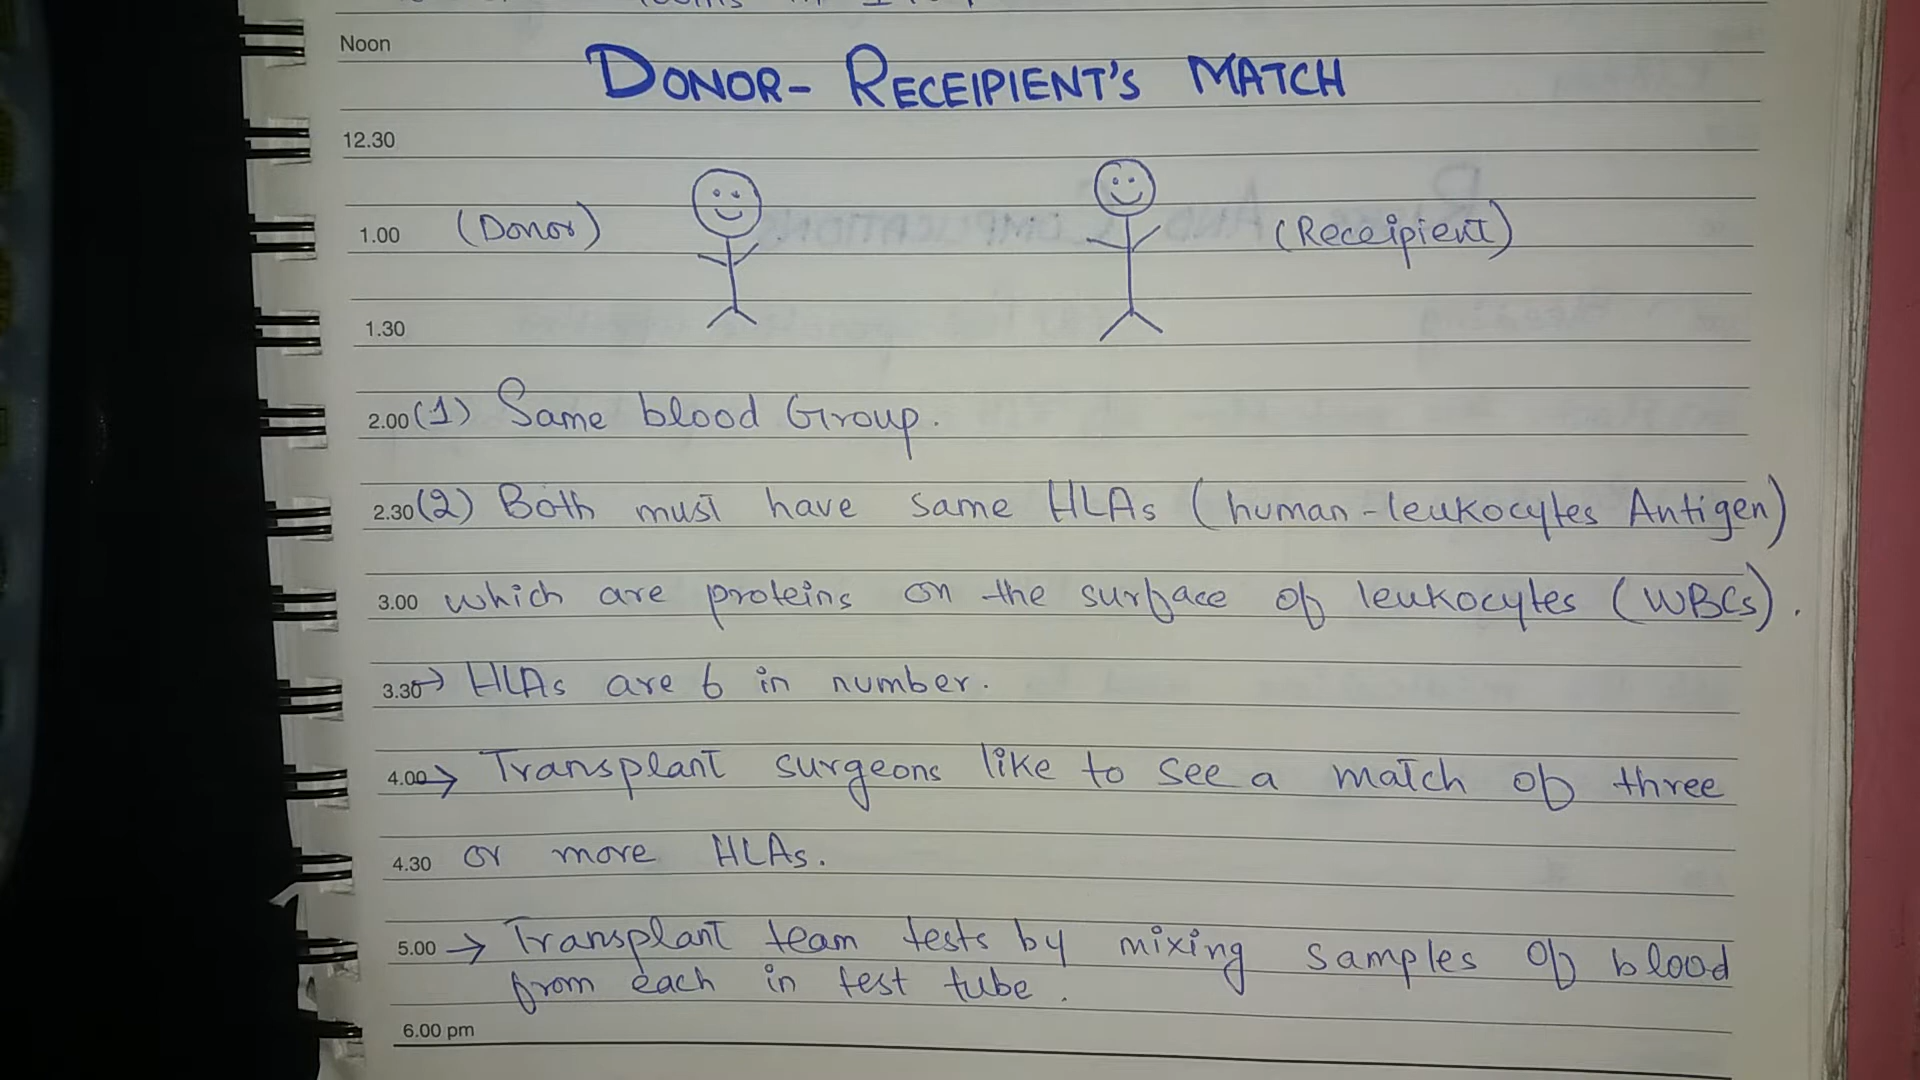 Noon
DONOR- RECEIPIENT'S MATCH
12.30
1.00 (Donor) (Receipient)
1.30
2.00 (1) Same blood Group.
2.30 (2) Both must have same HLAs (human-leukocytes Antigen)
3.00 which are proteins on the surface of leukocytes (WBCs).
3.30 → HLAs are 6 in number.
4.00 → Transplant surgeons like to see a match of three
4.30 or more HLAs.
5.00 → Transplant team tests by mixing samples of blood
from each in test tube.
6.00 pm